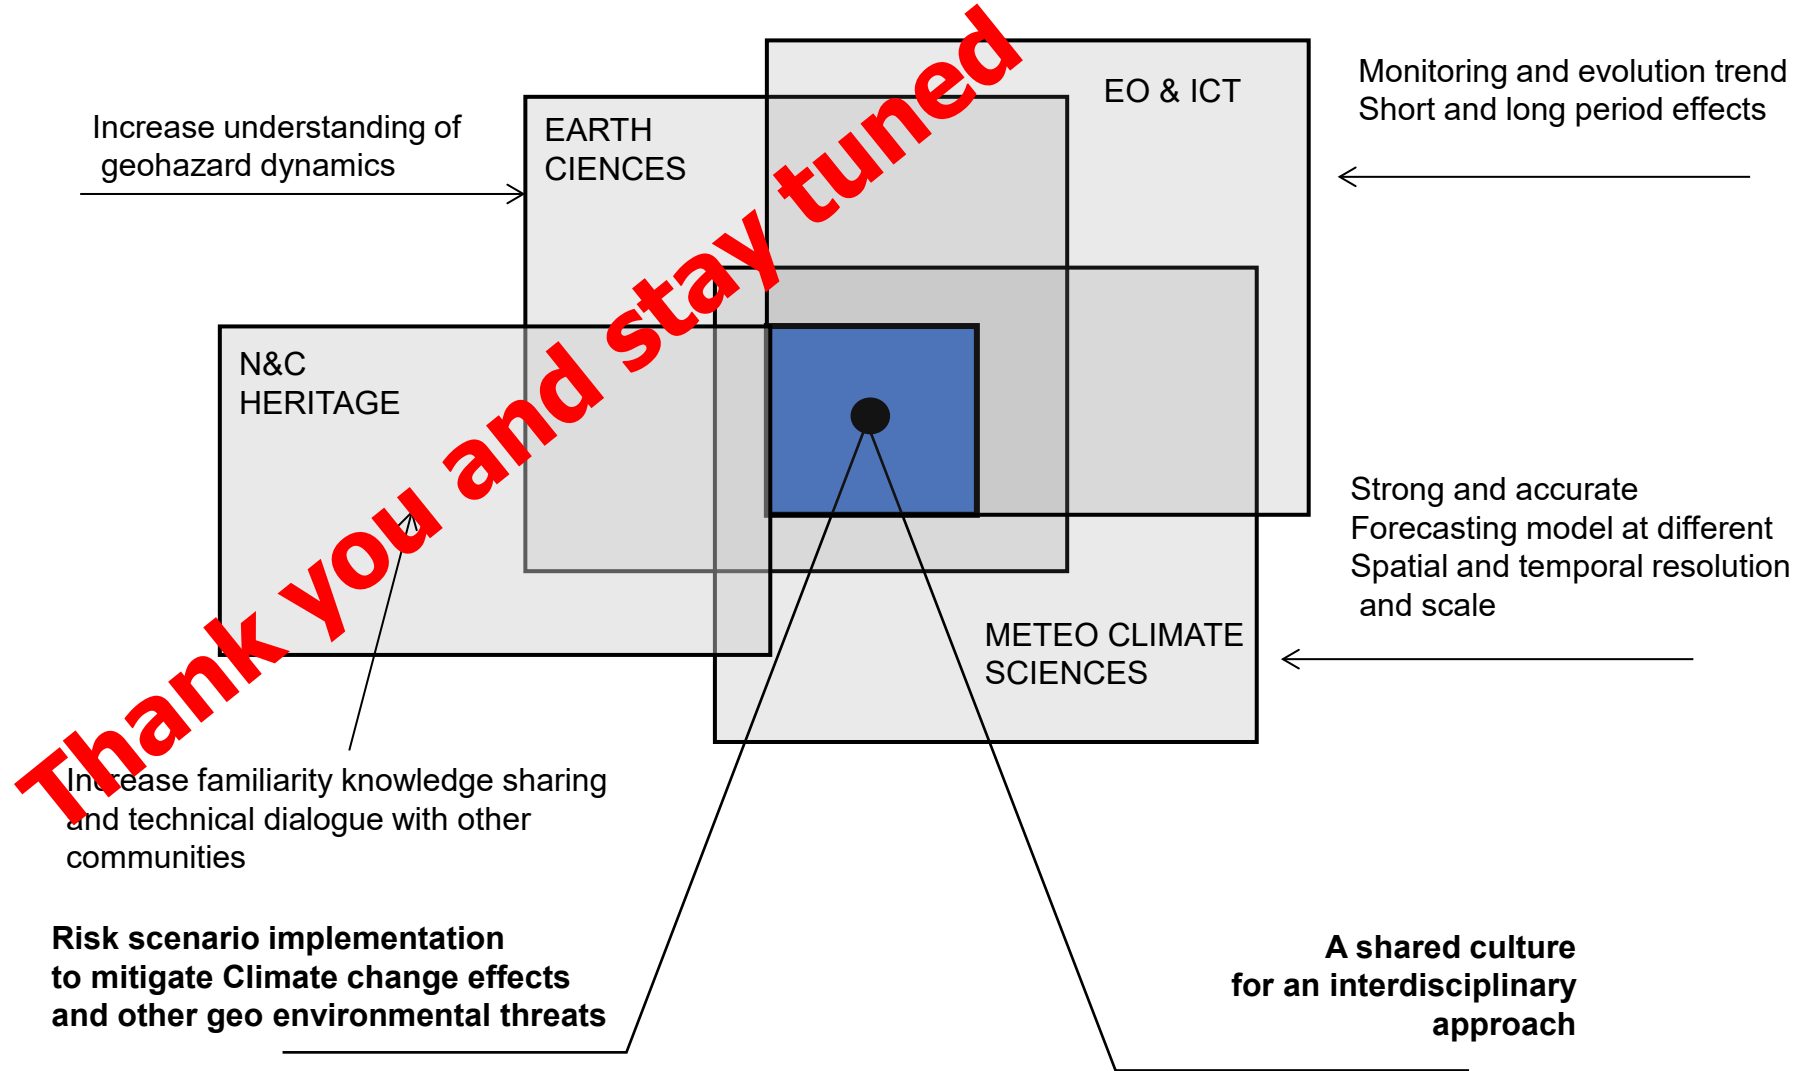 Thank you and stay tuned
EO & ICT
Monitoring and evolution trend
Short and long period effects
Increase understanding of
geohazard dynamics
EARTH
CIENCES
N&C
HERITAGE
Strong and accurate
Forecasting model at different
Spatial and temporal resolution
and scale
METEO CLIMATE
SCIENCES
Increase familiarity knowledge sharing
and technical dialogue with other
communities
Risk scenario implementation
to mitigate Climate change effects
and other geo environmental threats
A shared culture
for an interdisciplinary
approach